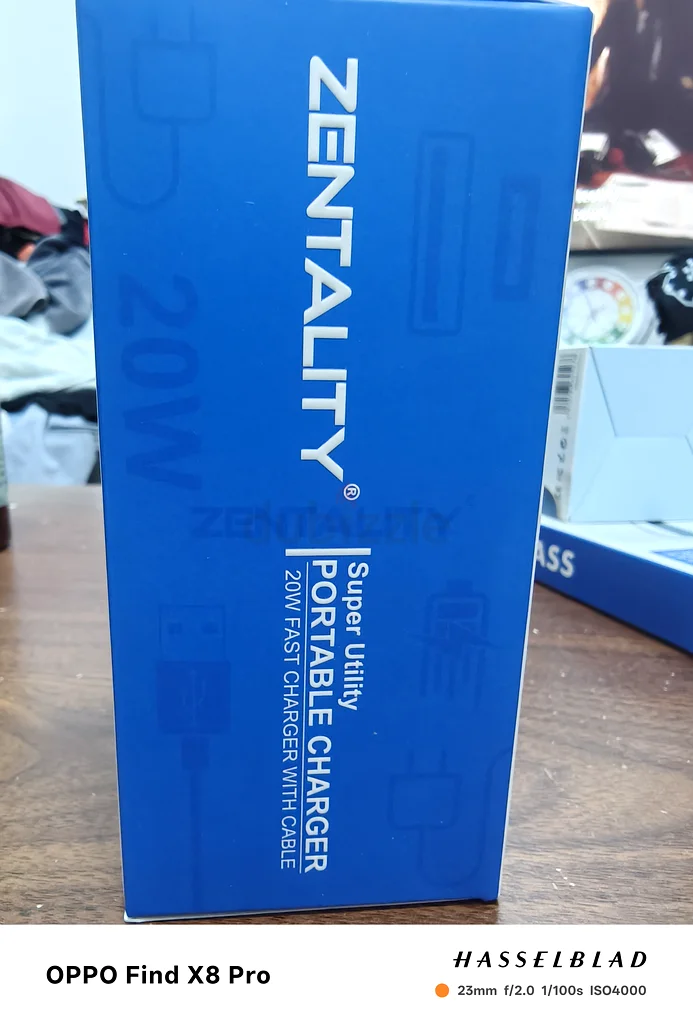 ZENTALITY®
Super Utility
PORTABLE CHARGER
20W FAST CHARGER WITH CABLE
20W
ZENTALITY
ASS
OPPO Find X8 Pro
HASSELBLAD
23mm f/2.0 1/100s ISO4000